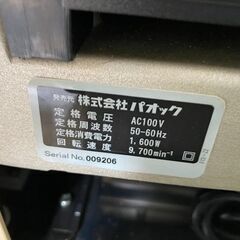 発売元 株式会社 パオック
定格電圧 AC100V
定格周波数 50-60Hz
定格消費電力 1.600W
回転速度 9.700min⁻¹
Serial No. 009206